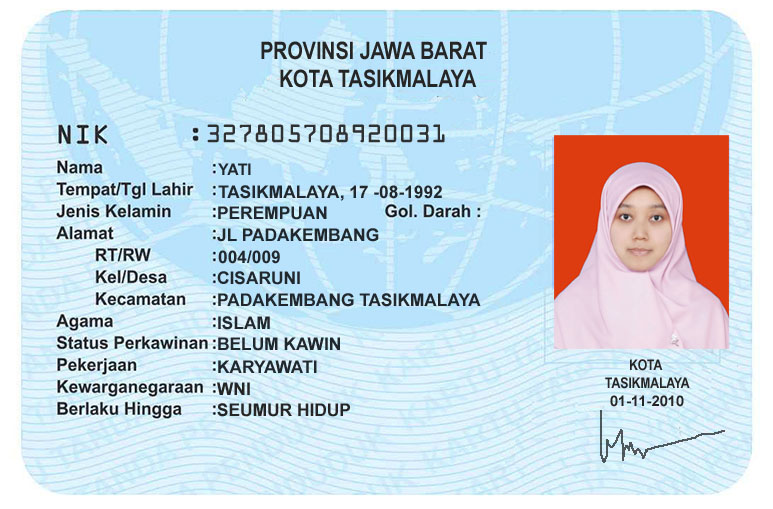 PROVINSI JAWA BARAT
KOTA TASIKMALAYA
NIK :327805708920031
Nama :YATI
Tempat/Tgl Lahir :TASIKMALAYA, 17 -08-1992
Jenis Kelamin :PEREMPUAN Gol. Darah :
Alamat :JL PADAKEMBANG
RT/RW :004/009
Kel/Desa :CISARUNI
Kecamatan :PADAKEMBANG TASIKMALAYA
Agama :ISLAM
Status Perkawinan :BELUM KAWIN
Pekerjaan :KARYAWATI
Kewarganegaraan :WNI
Berlaku Hingga :SEUMUR HIDUP
KOTA
TASIKMALAYA
01-11-2010